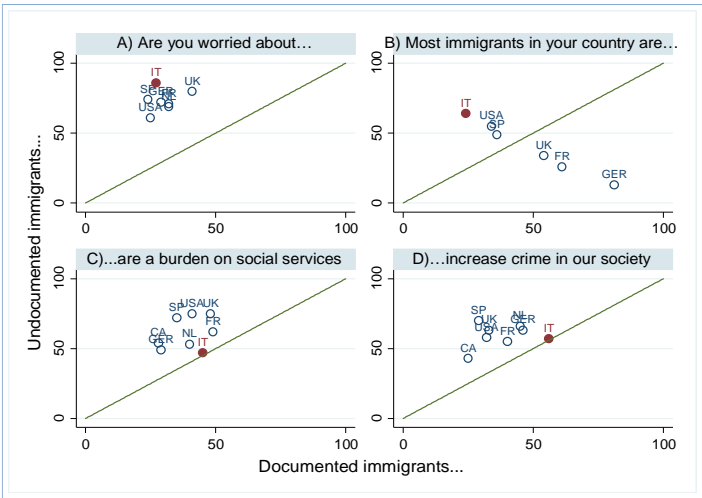 A) Are you worried about…
B) Most immigrants in your country are…
Undocumented immigrants...
100
50
0
IT
UK
SP
GER
FR
NL
USA
0
50
100
100
50
0
IT
USA
SP
UK
FR
GER
0
50
100
C)...are a burden on social services
D)…increase crime in our society
100
50
0
SP
USA
UK
FR
CA
GER
NL
IT
0
50
100
100
50
0
SP
UK
USA
NL
GER
FR
IT
CA
0
50
100
Documented immigrants...